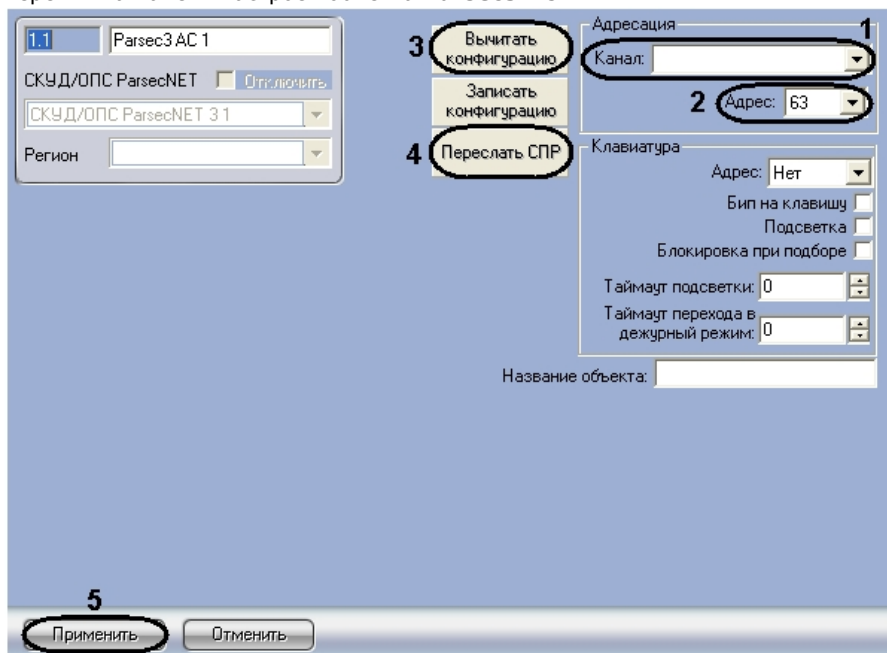 1.1 Parsec3 AC 1
СКУД/ОПС ParsecNET Отключить
СКУД/ОПС ParsecNET 3 1
Регион
3 Вычитать конфигурацию
Записать конфигурацию
4 Переслать СПР
Адресация
1
Канал:
2 Адрес: 63
Клавиатура
Адрес: Нет
Бип на клавишу
Подсветка
Блокировка при подборе
Таймаут подсветки: 0
Таймаут перехода в дежурный режим: 0
Название объекта:
5
Применить Отменить